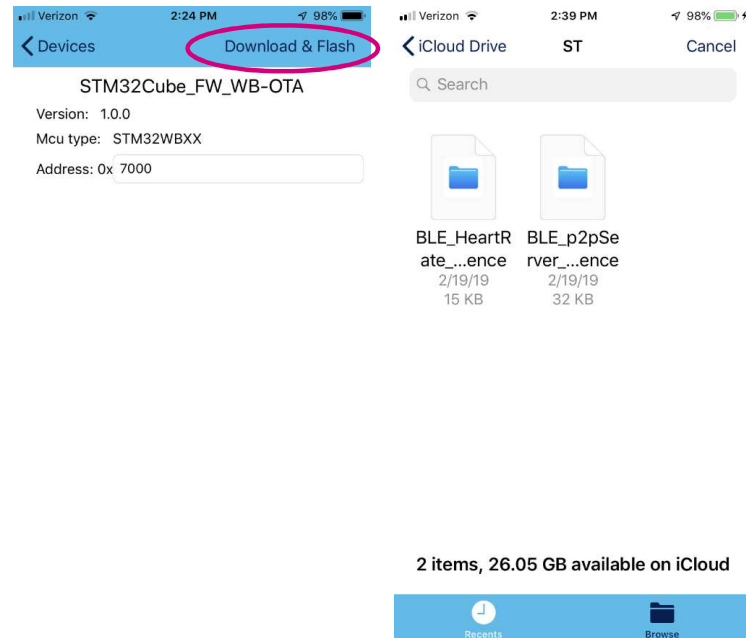 Verizon 2:24 PM 98%
Devices Download & Flash
STM32Cube_FW_WB-OTA
Version: 1.0.0
Mcu type: STM32WBXX
Address: 0x 7000
Verizon 2:39 PM 98%
iCloud Drive ST Cancel
Search
BLE_HeartR
ate_...ence
2/19/19
15 KB
BLE_p2pSe
rver_...ence
2/19/19
32 KB
2 items, 26.05 GB available on iCloud
Recents Browse